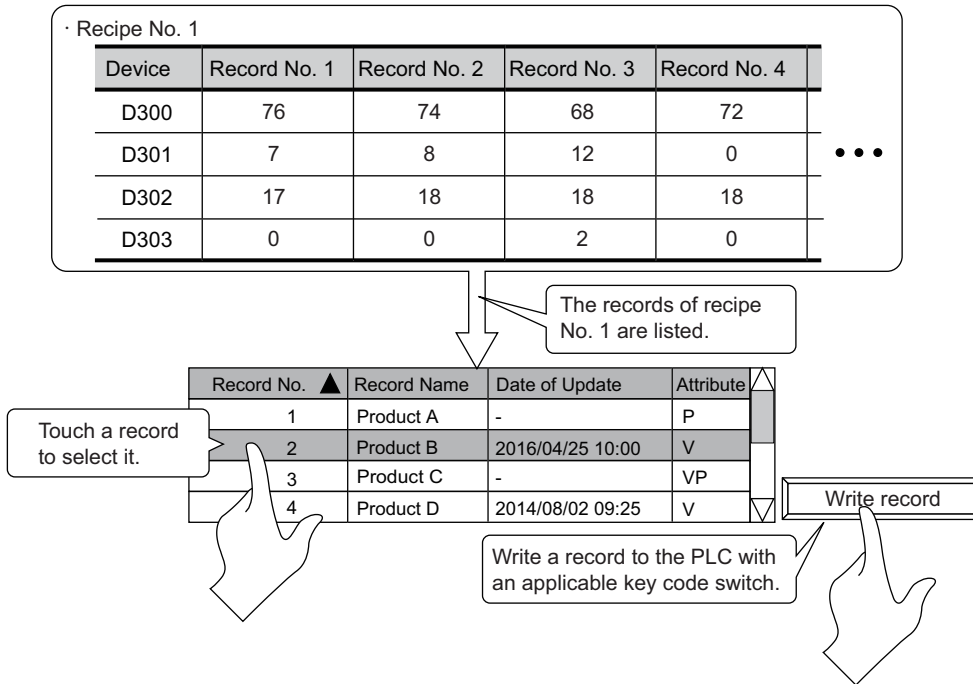 · Recipe No. 1
Device Record No. 1 Record No. 2 Record No. 3 Record No. 4
D300 76 74 68 72
D301 7 8 12 0
D302 17 18 18 18
D303 0 0 2 0
The records of recipe
No. 1 are listed.
Record No. ▲ Record Name Date of Update Attribute
1 Product A - P
2 Product B 2016/04/25 10:00 V
3 Product C - VP
4 Product D 2014/08/02 09:25 V
Touch a record
to select it.
Write record
Write a record to the PLC with
an applicable key code switch.